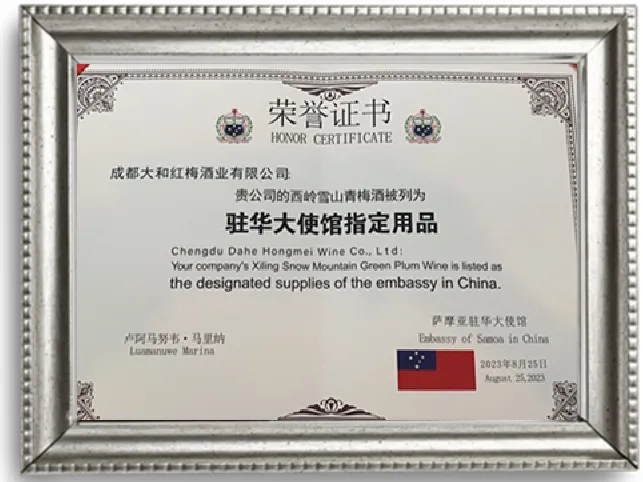 荣誉证书
HONOR CERTIFICATE
成都大和红梅酒业有限公司:
贵公司的西岭雪山青梅酒被列为
驻华大使馆指定用品
Chengdu Dahe Hongmei Wine Co., Ltd:
Your company's Xiling Snow Mountain Green Plum Wine is listed as
the designated supplies of the embassy in China.
卢阿马努韦·马里纳
Luamanuwe Marina
萨摩亚驻华大使馆
Embassy of Samoa in China
2023年8月25日
August 25,2023